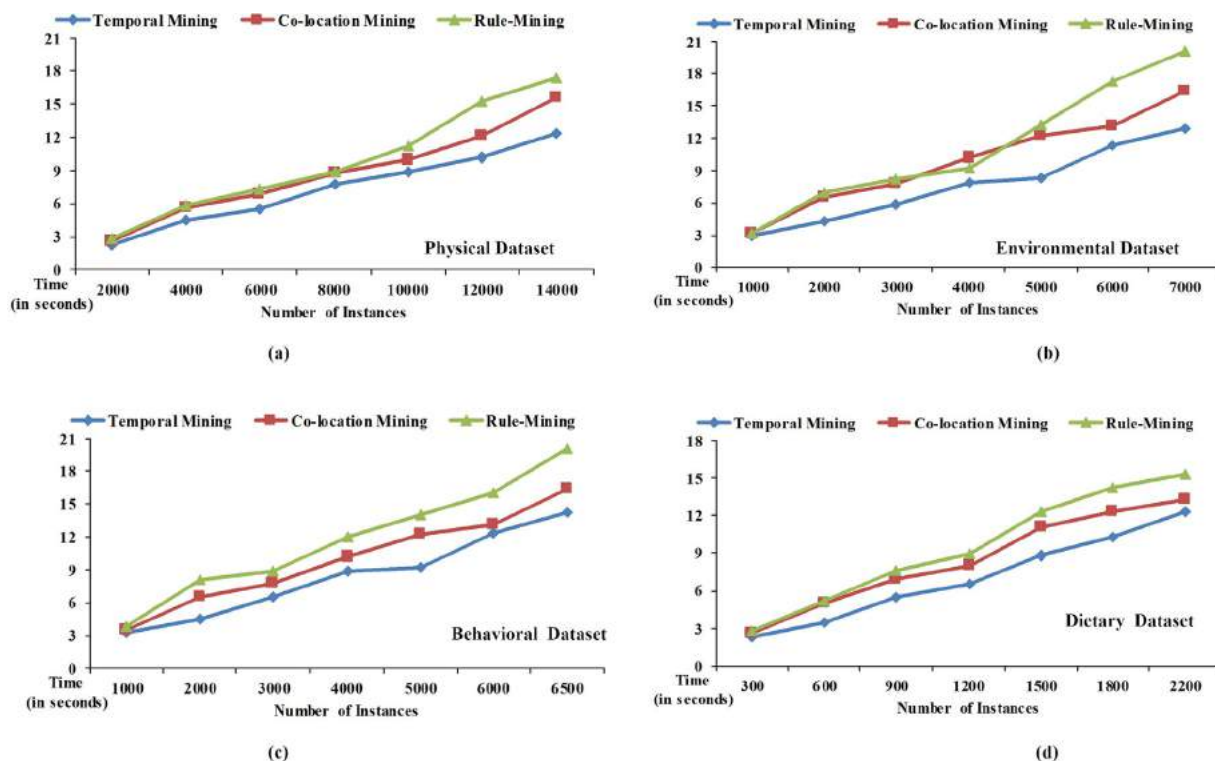 Temporal Mining Co-location Mining Rule-Mining
21
18
15
12
9
6
3
0
Physical Dataset
Time
(in seconds)
2000 4000 6000 8000 10000 12000 14000
Number of Instances
(a)
Temporal Mining Co-location Mining Rule-Mining
21
18
15
12
9
6
3
0
Environmental Dataset
Time
(in seconds)
1000 2000 3000 4000 5000 6000 7000
Number of Instances
(b)
Temporal Mining Co-location Mining Rule-Mining
21
18
15
12
9
6
3
0
Behavioral Dataset
Time
(in seconds)
1000 2000 3000 4000 5000 6000 6500
Number of Instances
(c)
Temporal Mining Co-location Mining Rule-Mining
18
15
12
9
6
3
0
Dietary Dataset
Time
(in seconds)
300 600 900 1200 1500 1800 2200
Number of Instances
(d)